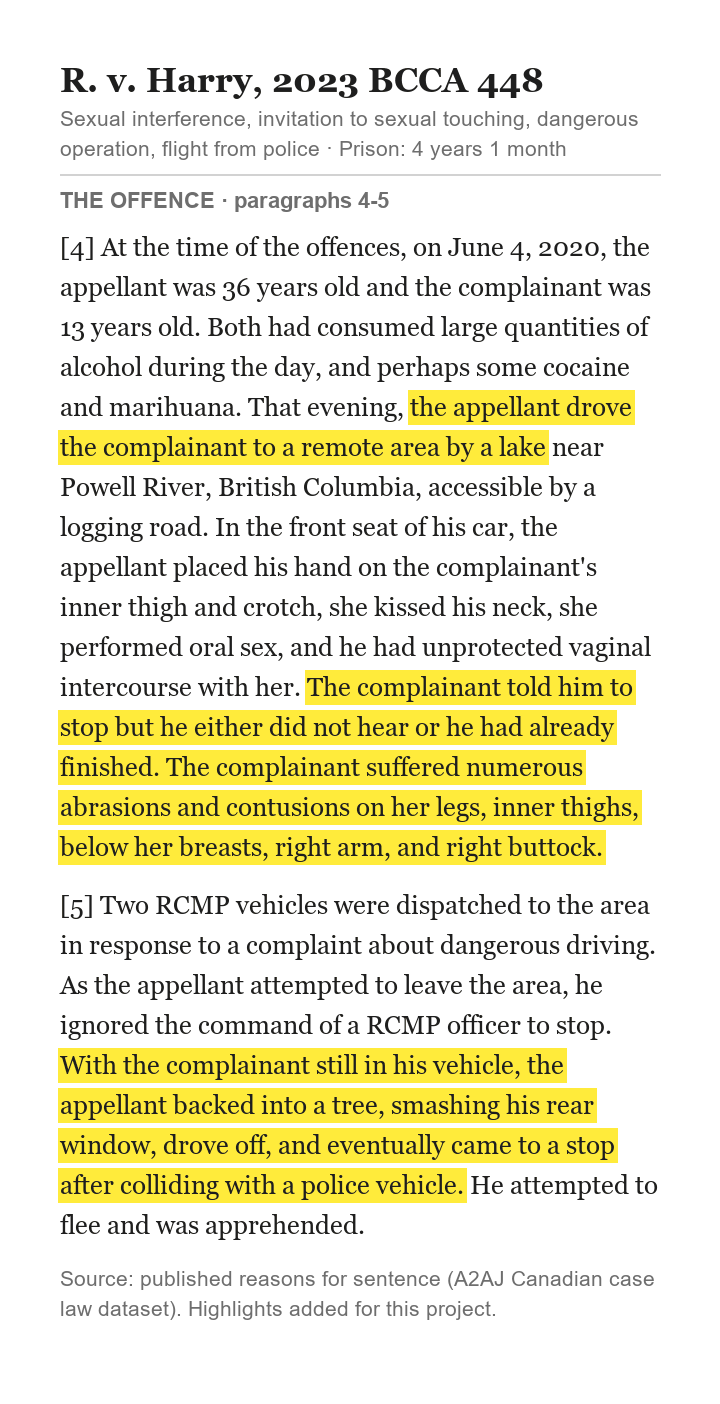 R. v. Harry, 2023 BCCA 448
Sexual interference, invitation to sexual touching, dangerous
operation, flight from police · Prison: 4 years 1 month
THE OFFENCE · paragraphs 4-5
[4] At the time of the offences, on June 4, 2020, the
appellant was 36 years old and the complainant was
13 years old. Both had consumed large quantities of
alcohol during the day, and perhaps some cocaine
and marihuana. That evening, the appellant drove
the complainant to a remote area by a lake near
Powell River, British Columbia, accessible by a
logging road. In the front seat of his car, the
appellant placed his hand on the complainant's
inner thigh and crotch, she kissed his neck, she
performed oral sex, and he had unprotected vaginal
intercourse with her. The complainant told him to
stop but he either did not hear or he had already
finished. The complainant suffered numerous
abrasions and contusions on her legs, inner thighs,
below her breasts, right arm, and right buttock.
[5] Two RCMP vehicles were dispatched to the area
in response to a complaint about dangerous driving.
As the appellant attempted to leave the area, he
ignored the command of a RCMP officer to stop.
With the complainant still in his vehicle, the
appellant backed into a tree, smashing his rear
window, drove off, and eventually came to a stop
after colliding with a police vehicle. He attempted to
flee and was apprehended.
Source: published reasons for sentence (A2AJ Canadian case
law dataset). Highlights added for this project.